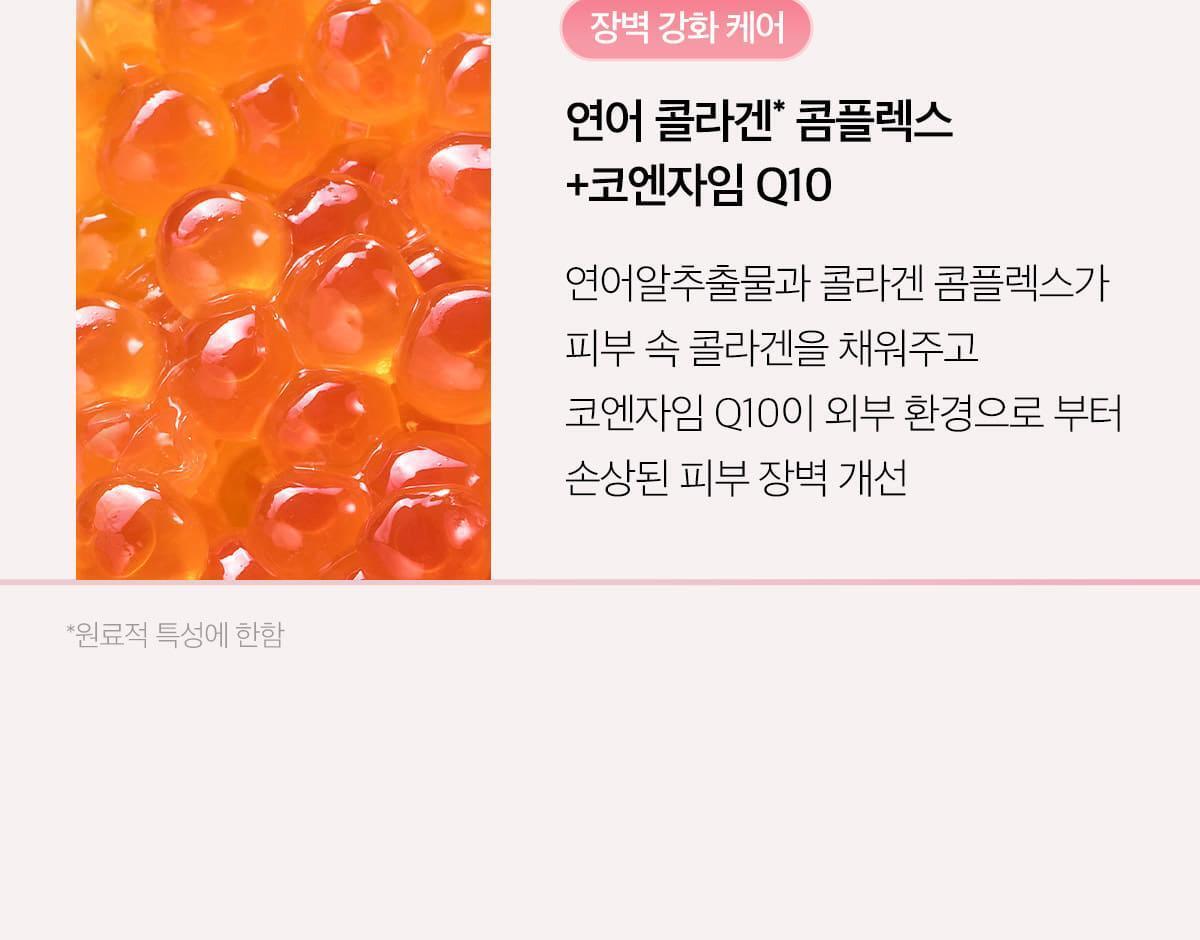 장벽 강화 케어
연어 콜라겐* 콤플렉스
+코엔자임 Q10
연어알추출물과 콜라겐 콤플렉스가
피부 속 콜라겐을 채워주고
코엔자임 Q10이 외부 환경으로 부터
손상된 피부 장벽 개선
*원료적 특성에 한함